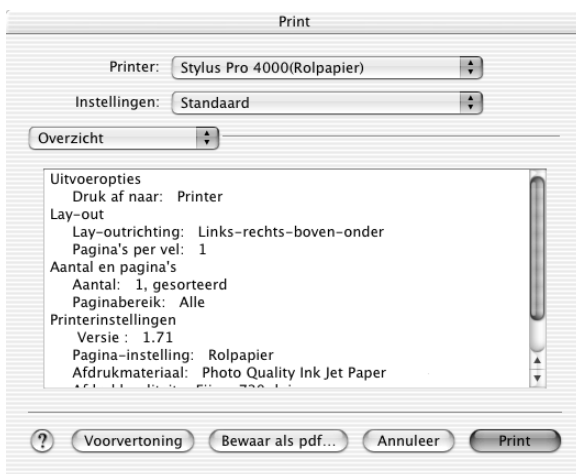 Print
Printer: Stylus Pro 4000(Rolpapier)
Instellingen: Standaard
Overzicht
Uitvoeropties
Druk af naar: Printer
Lay-out
Lay-outrichting: Links-rechts-boven-onder
Pagina's per vel: 1
Aantal en pagina's
Aantal: 1, gesorteerd
Paginabereik: Alle
Printerinstellingen
Versie : 1.71
Pagina-instelling: Rolpapier
Afdrukmateriaal: Photo Quality Ink Jet Paper
? Voorvertoning Bewaar als pdf... Annuleer Print